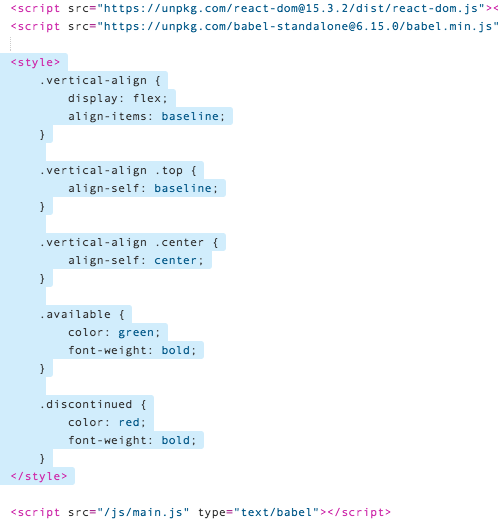 <script src="https://unpkg.com/react-dom@15.3.2/dist/react-dom.js"><
<script src="https://unpkg.com/babel-standalone@6.15.0/babel.min.js"
<style>
    .vertical-align {
        display: flex;
        align-items: baseline;
    }
    .vertical-align .top {
        align-self: baseline;
    }
    .vertical-align .center {
        align-self: center;
    }
    .available {
        color: green;
        font-weight: bold;
    }
    .discontinued {
        color: red;
        font-weight: bold;
    }
</style>
<script src="/js/main.js" type="text/babel"></script>